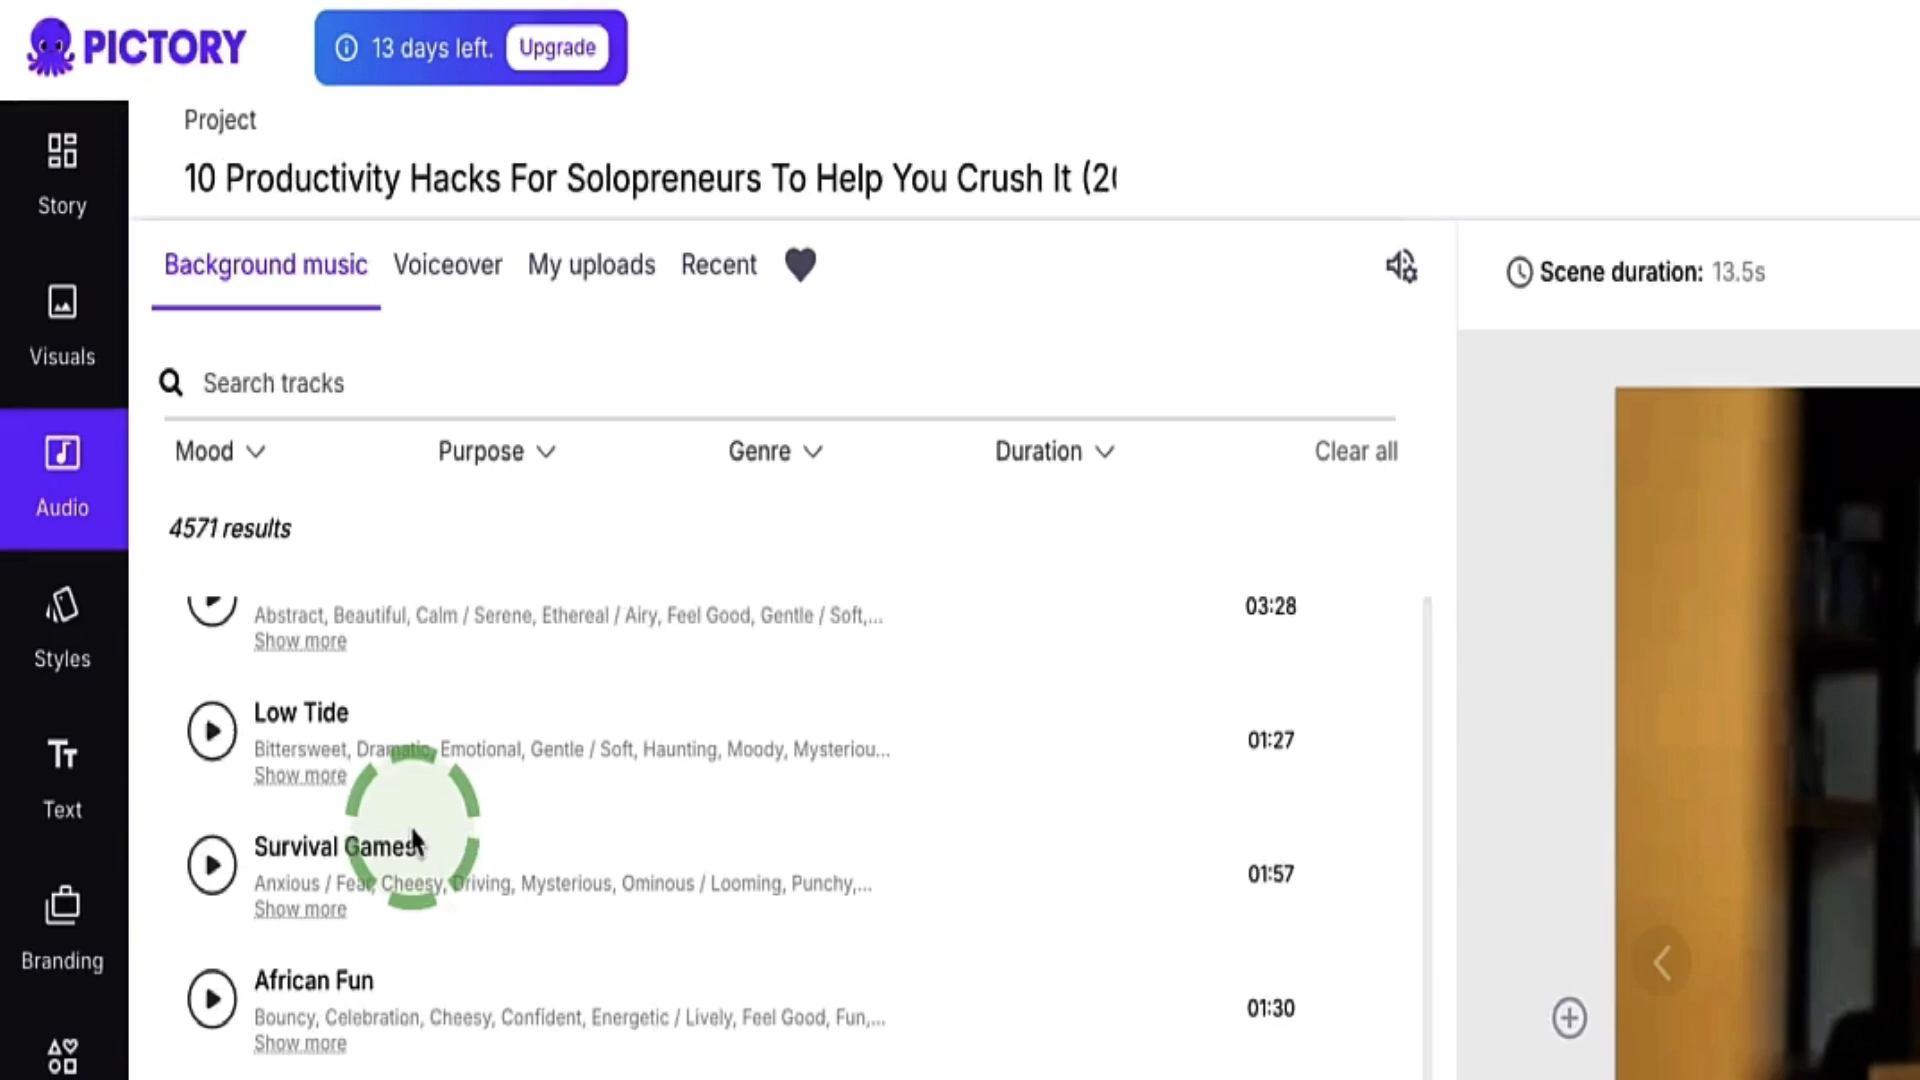 PICTORY
13 days left. Upgrade
Project
10 Productivity Hacks For Solopreneurs To Help You Crush It (2
Story
Visuals
Audio
Styles
Text
Branding
Background music Voiceover My uploads Recent
Scene duration: 13.5s
Search tracks
Mood Purpose Genre Duration Clear all
4571 results
Abstract, Beautiful, Calm / Serene, Ethereal / Airy, Feel Good, Gentle / Soft,...
03:28
Show more
Low Tide
Bittersweet, Dramatic, Emotional, Gentle / Soft, Haunting, Moody, Mysteriou...
01:27
Show more
Survival Games
Anxious / Fear, Cheesy, Driving, Mysterious, Ominous / Looming, Punchy,...
01:57
Show more
African Fun
Bouncy, Celebration, Cheesy, Confident, Energetic / Lively, Feel Good, Fun,...
01:30
Show more